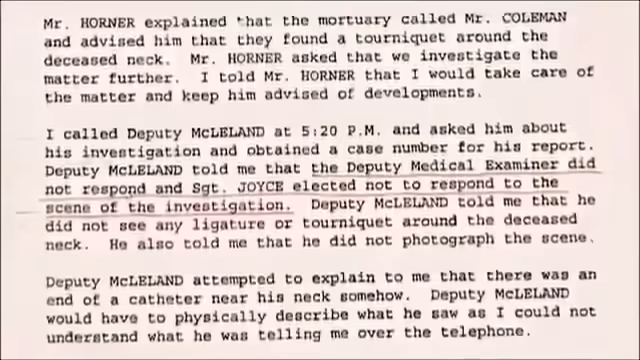 Mr. HORNER explained that the mortuary called Mr. COLEMAN
and advised him that they found a tourniquet around the
deceased neck. Mr. HORNER asked that we investigate the
matter further. I told Mr. HORNER that I would take care of
the matter and keep him advised of developments.
I called Deputy McLELAND at 5:20 P.M. and asked him about
his investigation and obtained a case number for his report.
Deputy McLELAND told me that the Deputy Medical Examiner did
not respond and Sgt. JOYCE elected not to respond to the
scene of the investigation. Deputy McLELAND told me that he
did not see any ligature or tourniquet around the deceased
neck. He also told me that he did not photograph the scene.
Deputy McLELAND attempted to explain to me that there was an
end of a catheter near his neck somehow. Deputy McLELAND
would have to physically describe what he saw as I could not
understand what he was telling me over the telephone.